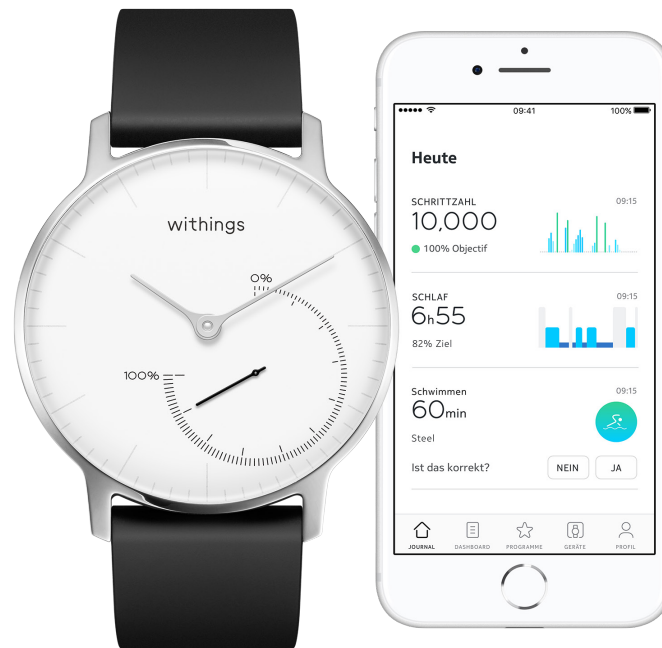 withings
0%
100%
09:41
100%
Heute
SCHRITTZAHL
09:15
10,000
100% Objectif
SCHLAF
09:15
6h55
82% Ziel
Schwimmen
09:15
60min
Steel
Ist das korrekt?
NEIN
JA
JOURNAL
DASHBOARD
PROGRAMME
GERÄTE
PROFIL